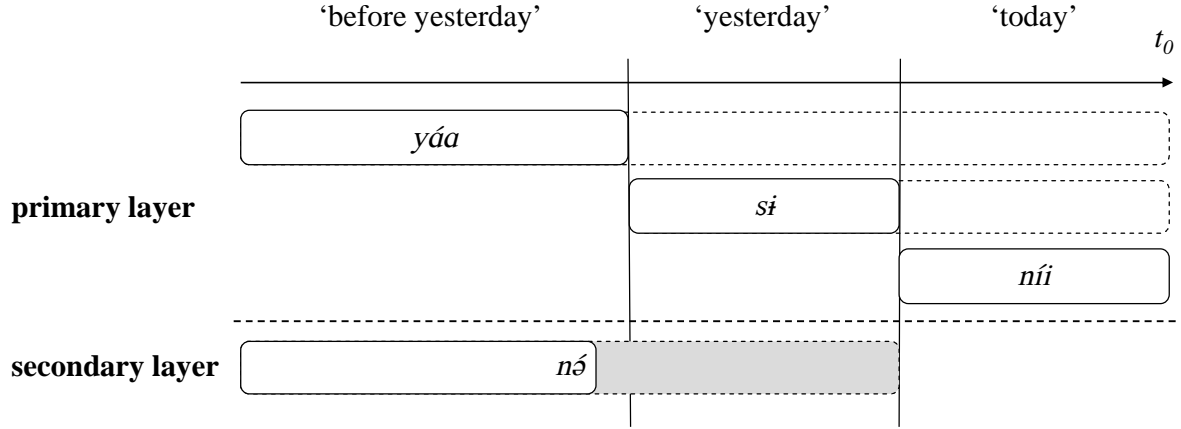 ‘before yesterday’ ‘yesterday’ ‘today’
t₀
yáa
primary layer
sɨ
níi
secondary layer
nə́